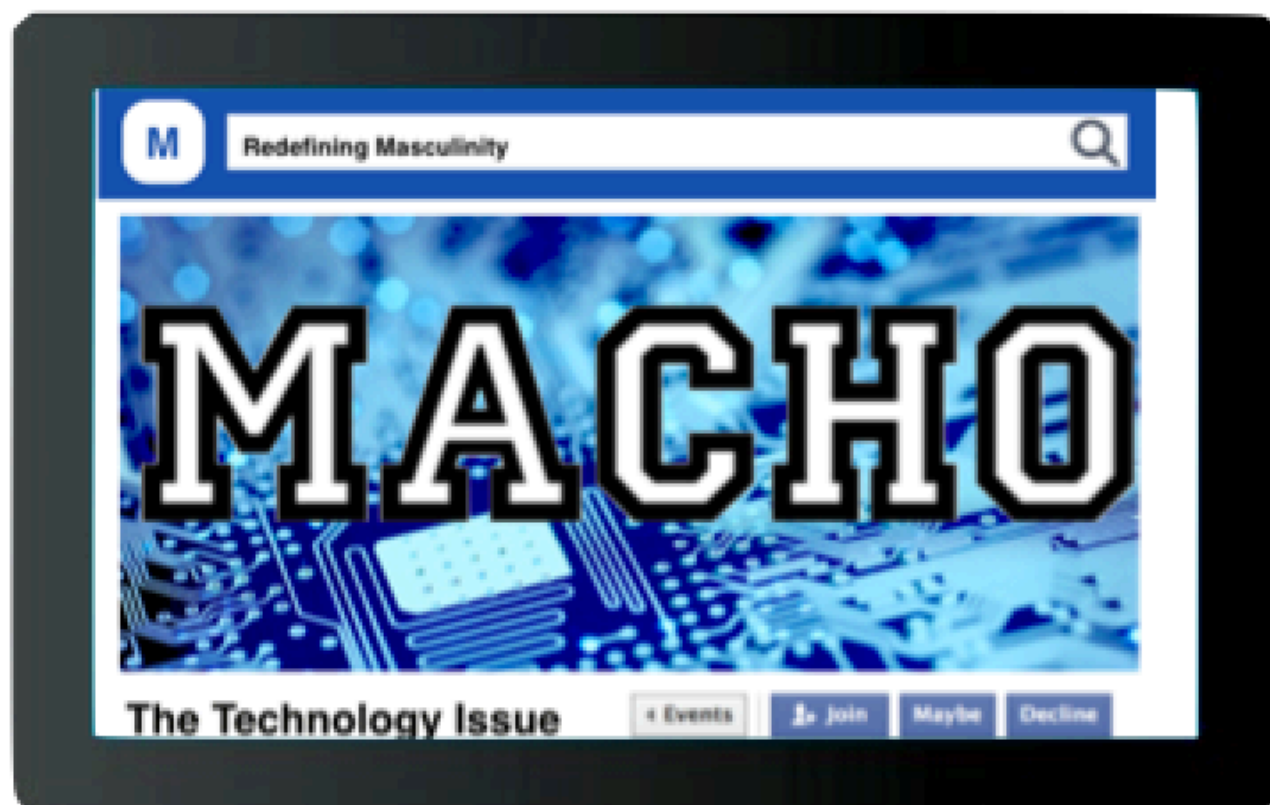 M
Redefining Masculinity
MACHO
The Technology Issue
Events
Join
Maybe
Decline